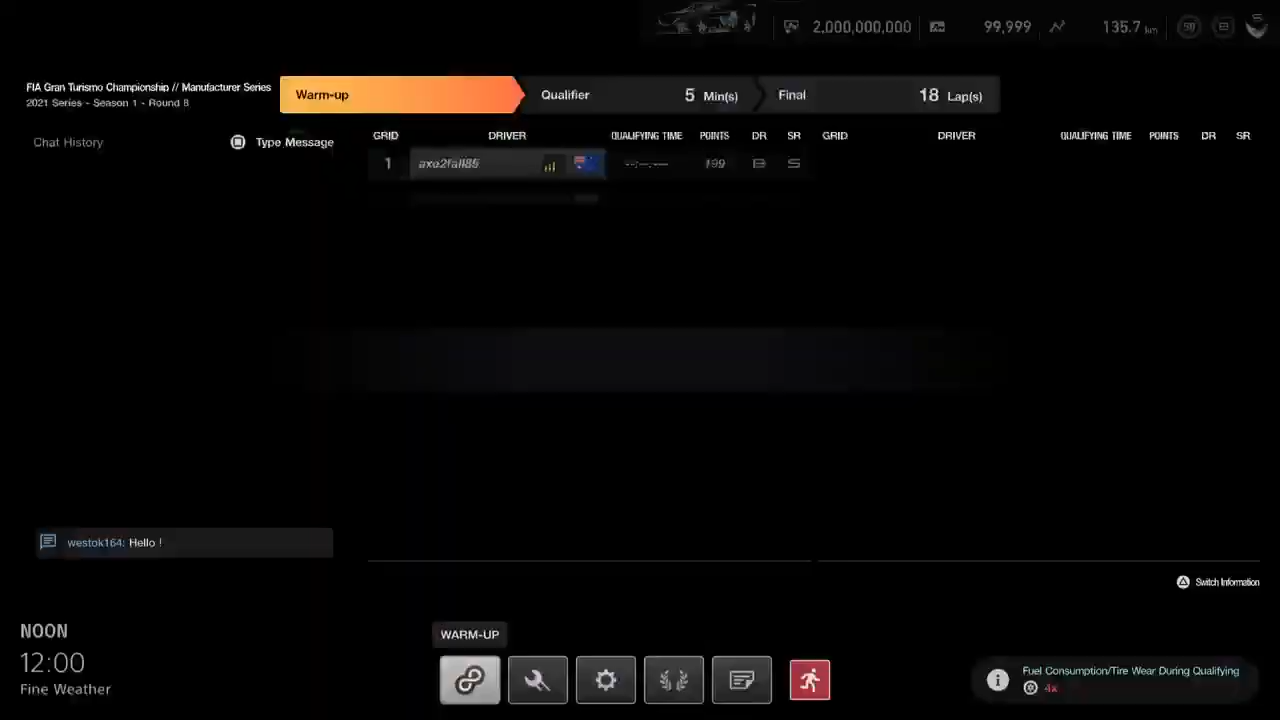 2,000,000,000 99,999 135.7 km 50
FIA Gran Turismo Championship // Manufacturer Series
2021 Series - Season 1 - Round 8
Warm-up Qualifier 5 Min(s) Final 18 Lap(s)
Chat History Type Message
GRID DRIVER QUALIFYING TIME POINTS DR SR GRID DRIVER QUALIFYING TIME POINTS DR SR
1 axe2fall85 --:--.--- 199 B S
westok164: Hello !
Switch Information
NOON
12:00
Fine Weather
WARM-UP
Fuel Consumption/Tire Wear During Qualifying
4x